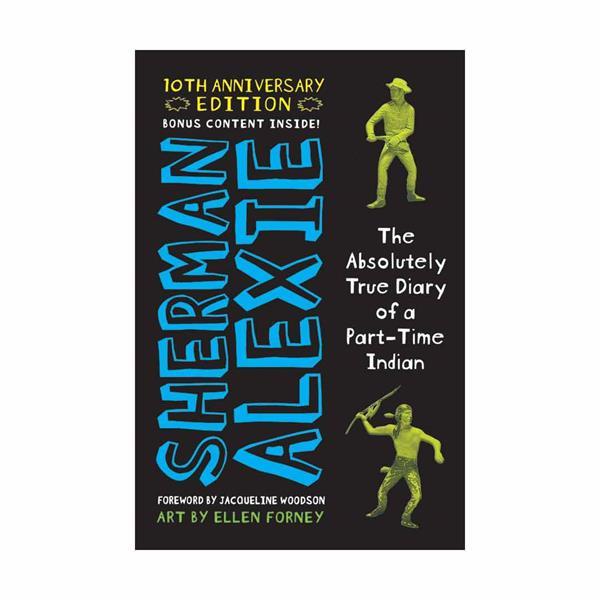 10TH ANNIVERSARY
EDITION
BONUS CONTENT INSIDE!
SHERMAN
ALEXIE
The
Absolutely
True Diary
of a
Part-Time
Indian
FOREWORD BY JACQUELINE WOODSON
ART BY ELLEN FORNEY